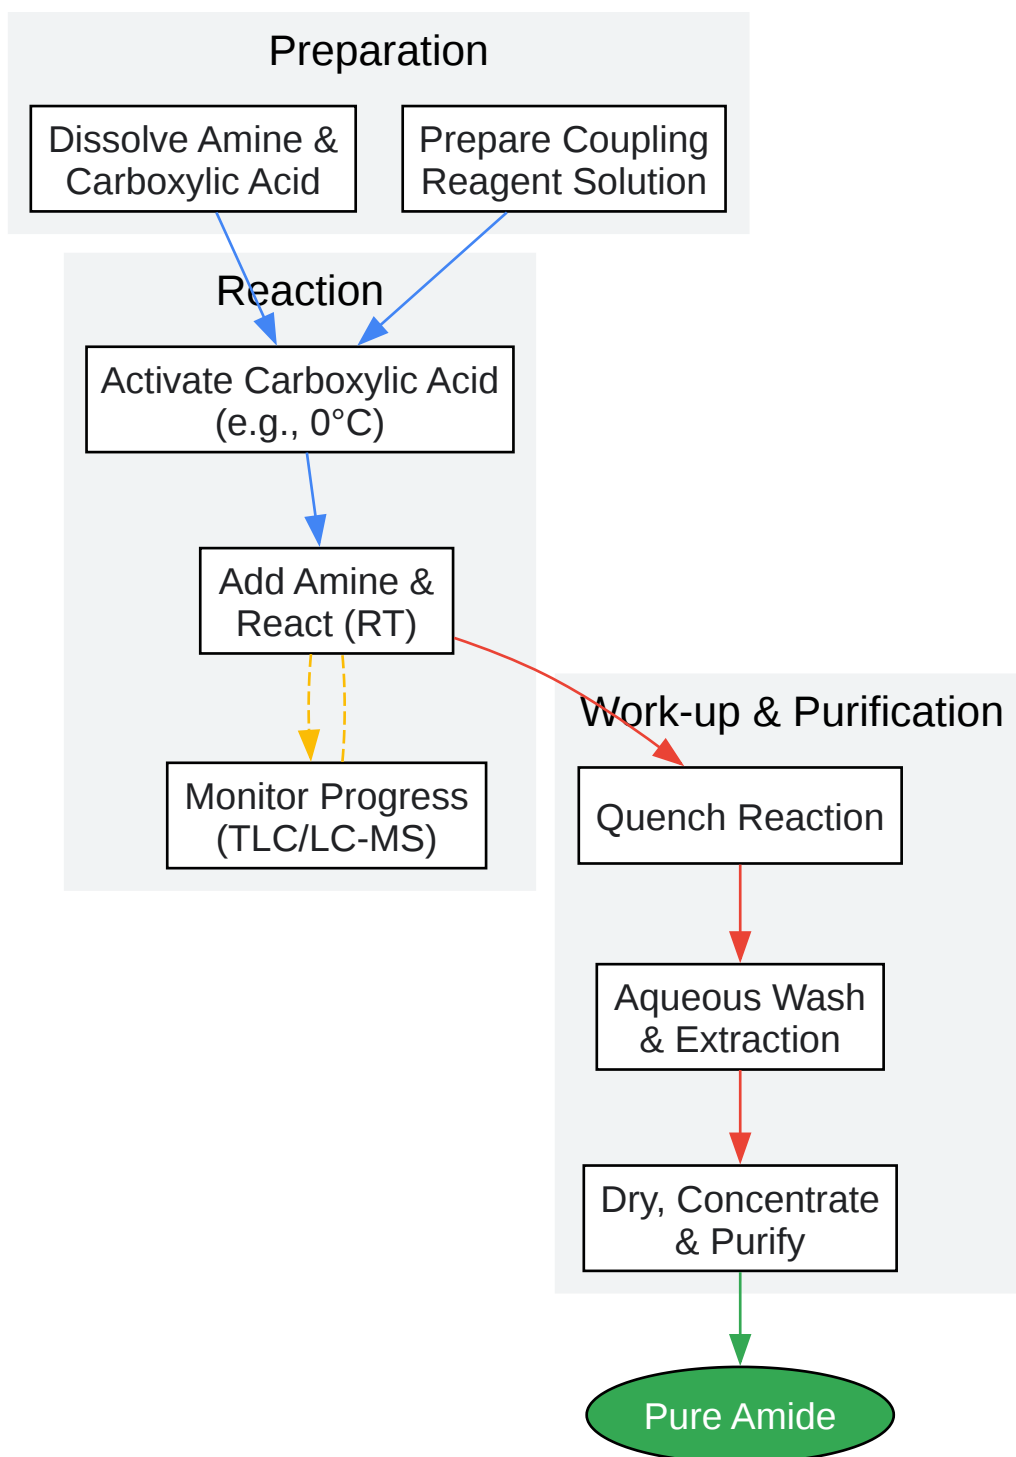 Preparation
Dissolve Amine &
Carboxylic Acid
Prepare Coupling
Reagent Solution
Reaction
Activate Carboxylic Acid
(e.g., 0°C)
Add Amine &
React (RT)
Monitor Progress
(TLC/LC-MS)
Work-up & Purification
Quench Reaction
Aqueous Wash
& Extraction
Dry, Concentrate
& Purify
Pure Amide